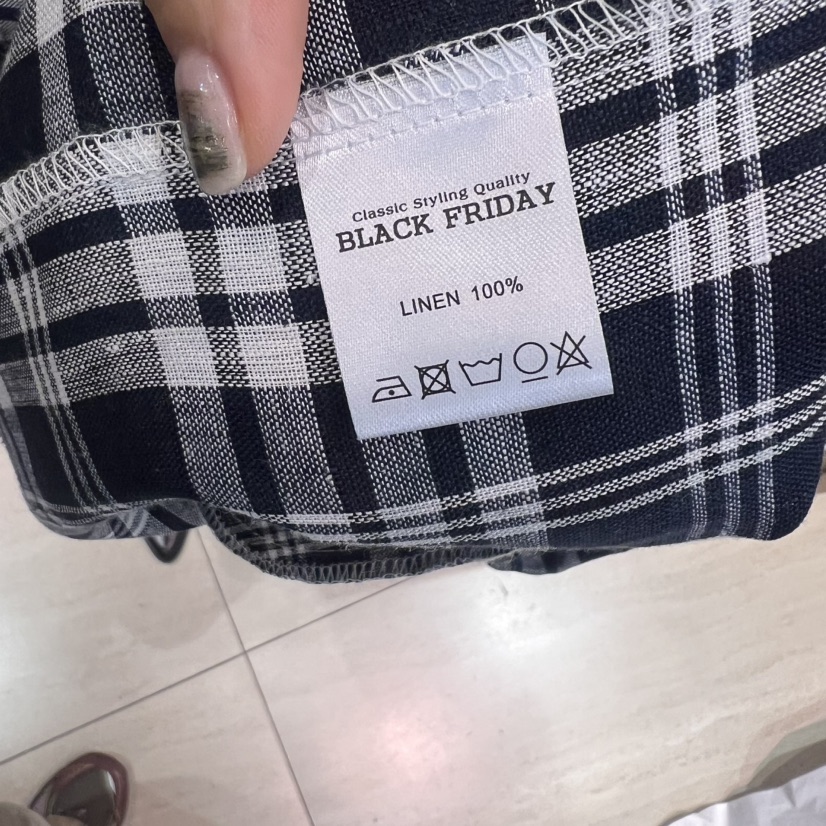 Classic Styling Quality
BLACK FRIDAY
LINEN 100%